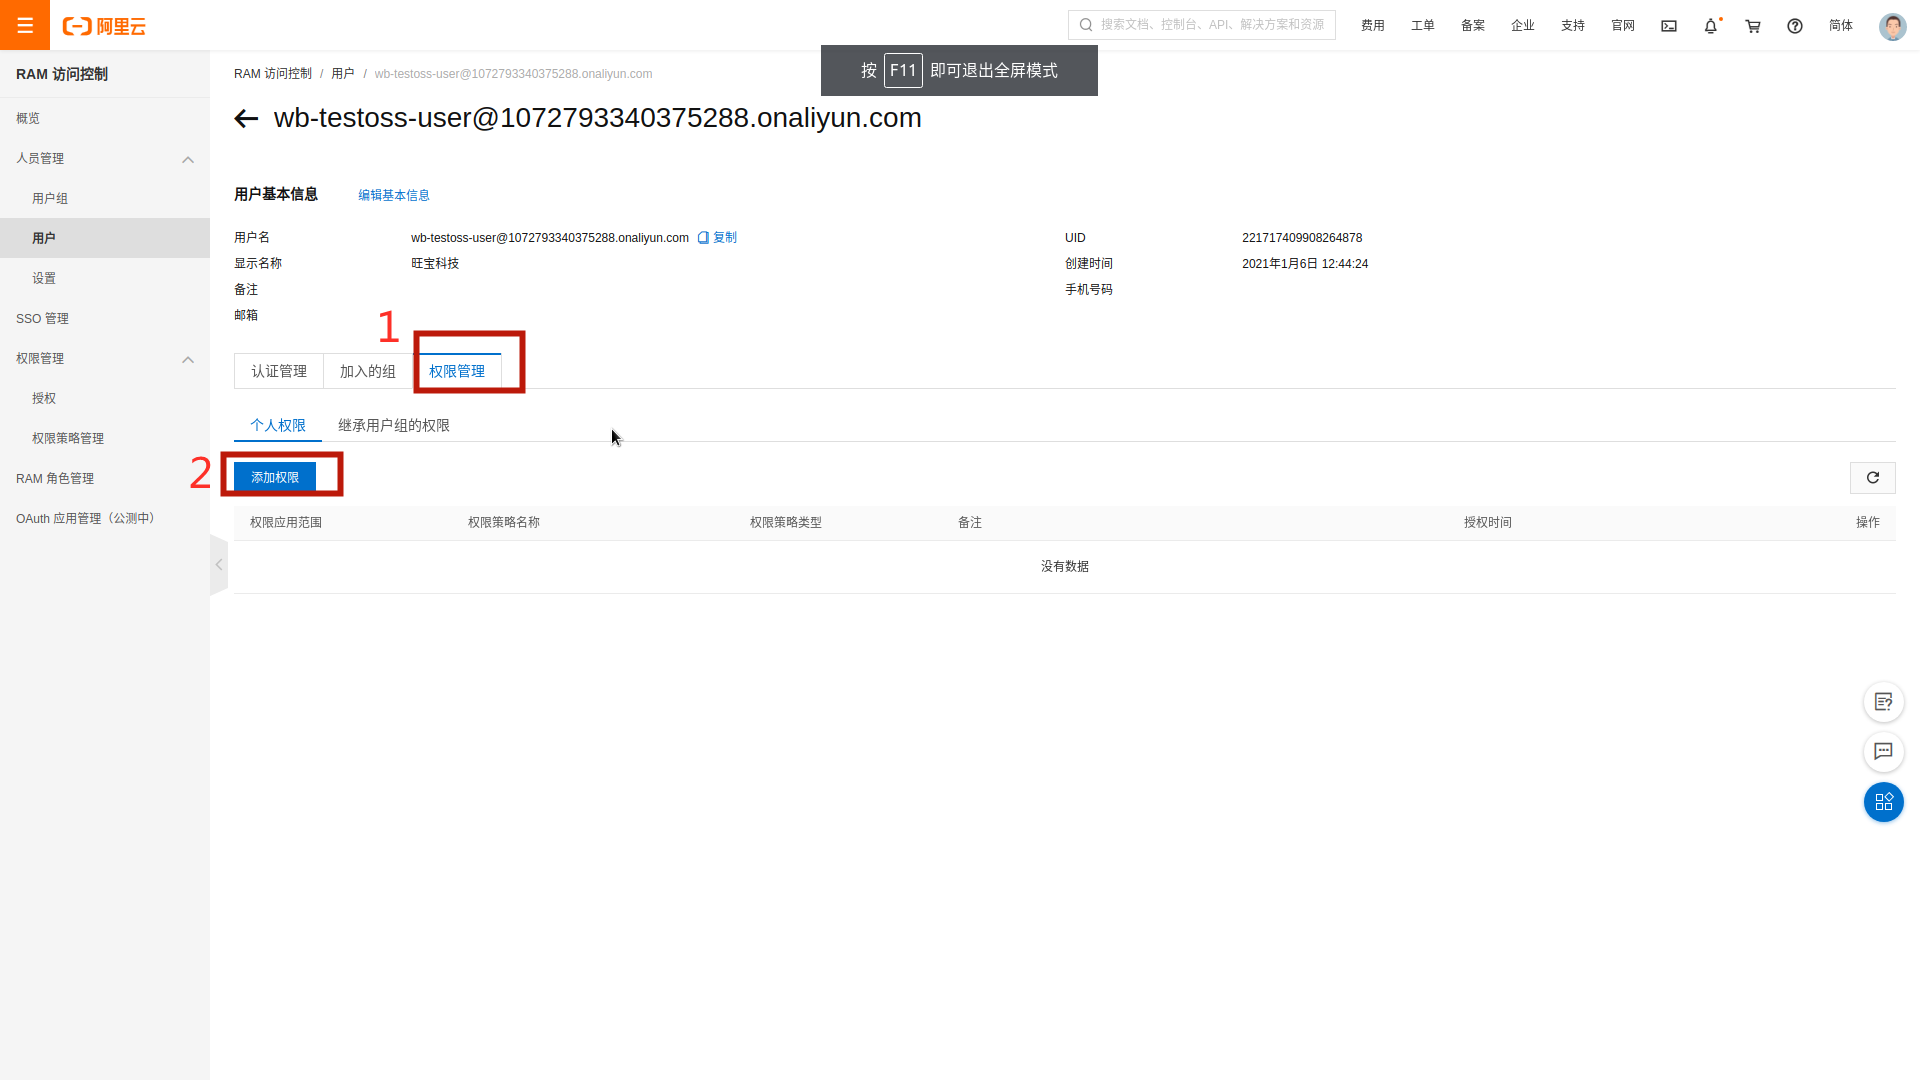 阿里云
搜索文档、控制台、API、解决方案和资源
费用
工单
备案
企业
支持
官网
简体
按 F11 即可退出全屏模式
RAM 访问控制
概览
人员管理
用户组
用户
设置
SSO 管理
权限管理
授权
权限策略管理
RAM 角色管理
OAuth 应用管理（公测中）
RAM 访问控制 / 用户 / wb-testoss-user@1072793340375288.onaliyun.com
wb-testoss-user@1072793340375288.onaliyun.com
用户基本信息 编辑基本信息
用户名 wb-testoss-user@1072793340375288.onaliyun.com 复制 UID 221717409908264878
显示名称 旺宝科技 创建时间 2021年1月6日 12:44:24
备注 手机号码
邮箱
1
认证管理 加入的组 权限管理
个人权限 继承用户组的权限
2 添加权限
权限应用范围 权限策略名称 权限策略类型 备注 授权时间 操作
没有数据